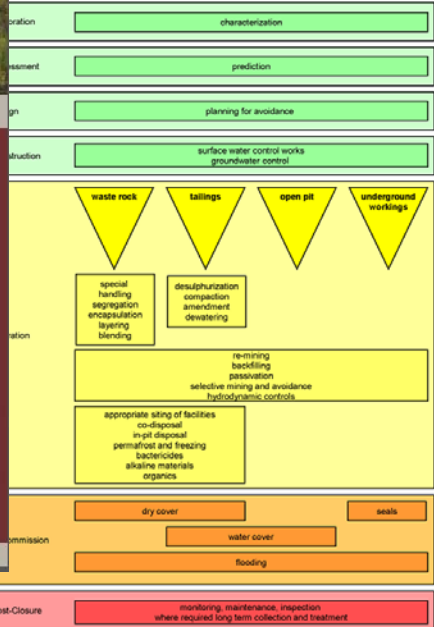 oration
characterization
essment
prediction
gn
planning for avoidance
struction
surface water control works
groundwater control
waste rock
tailings
open pit
underground
workings
special
handling
segregation
encapsulation
layering
blending
desulphurization
compaction
amendment
dewatering
ration
re-mining
backfilling
passivation
selective mining and avoidance
hydrodynamic controls
appropriate siting of facilities
co-disposal
in-pit disposal
permafrost and freezing
bactericides
alkaline materials
organics
dry cover
seals
ommission
water cover
flooding
st-Closure
monitoring, maintenance, inspection
where required long term collection and treatment